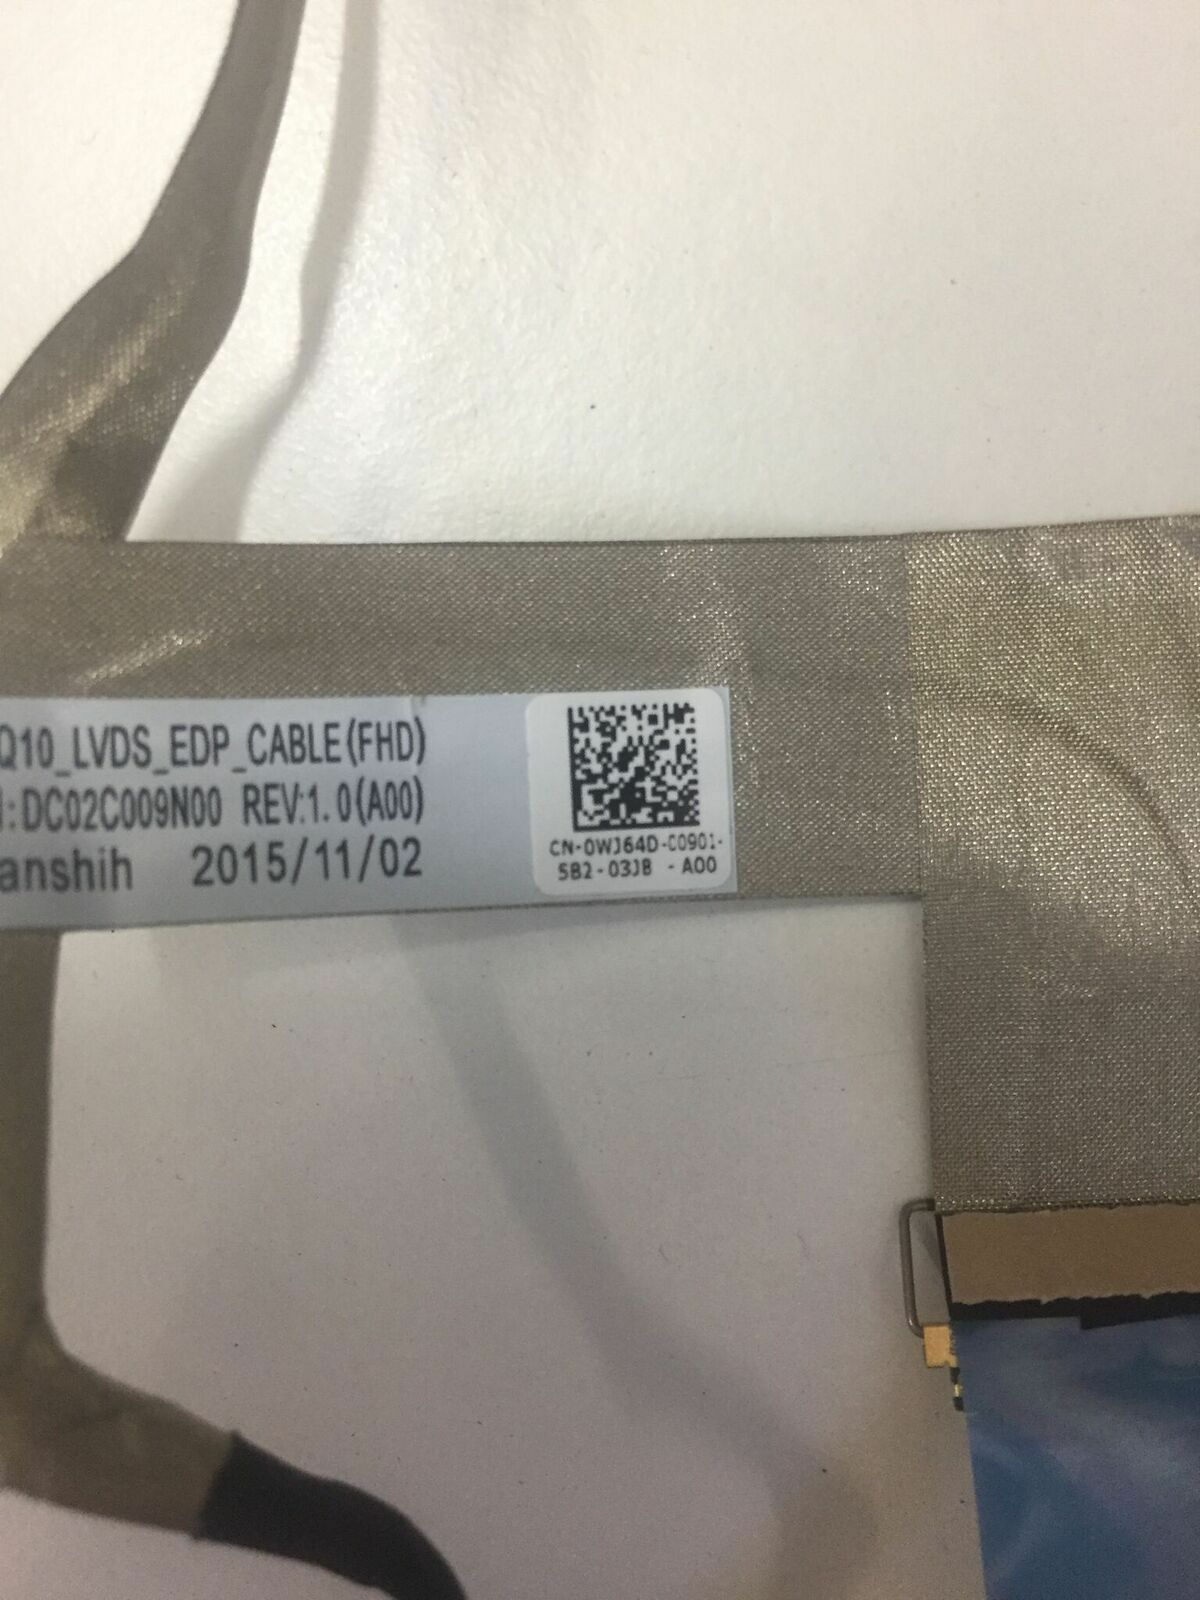 Q10_LVDS_EDP_CABLE(FHD)
:DC02C009N00 REV:1.0(A00)
anshih 2015/11/02
CN-0WJ64D-C0901-
5B2-03JB -A00